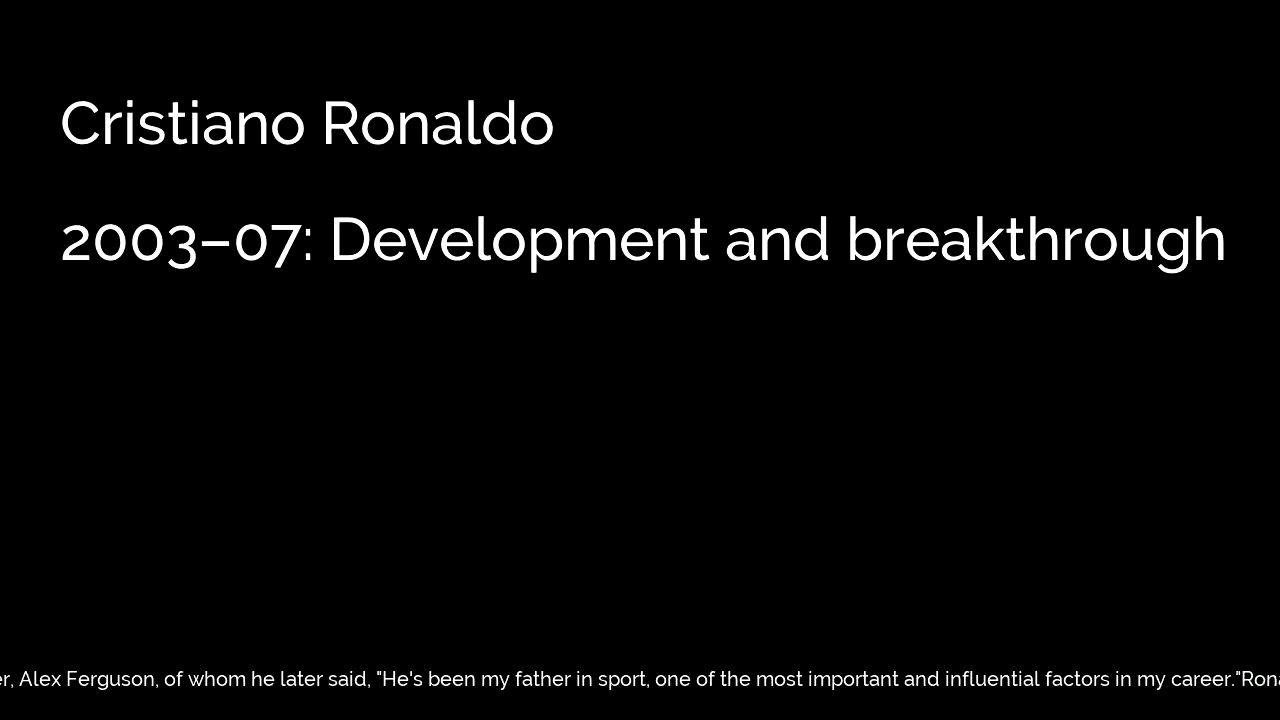 Cristiano Ronaldo
2003–07: Development and breakthrough
Alex Ferguson, of whom he later said, "He's been my father in sport, one of the most important and influential factors in my career."